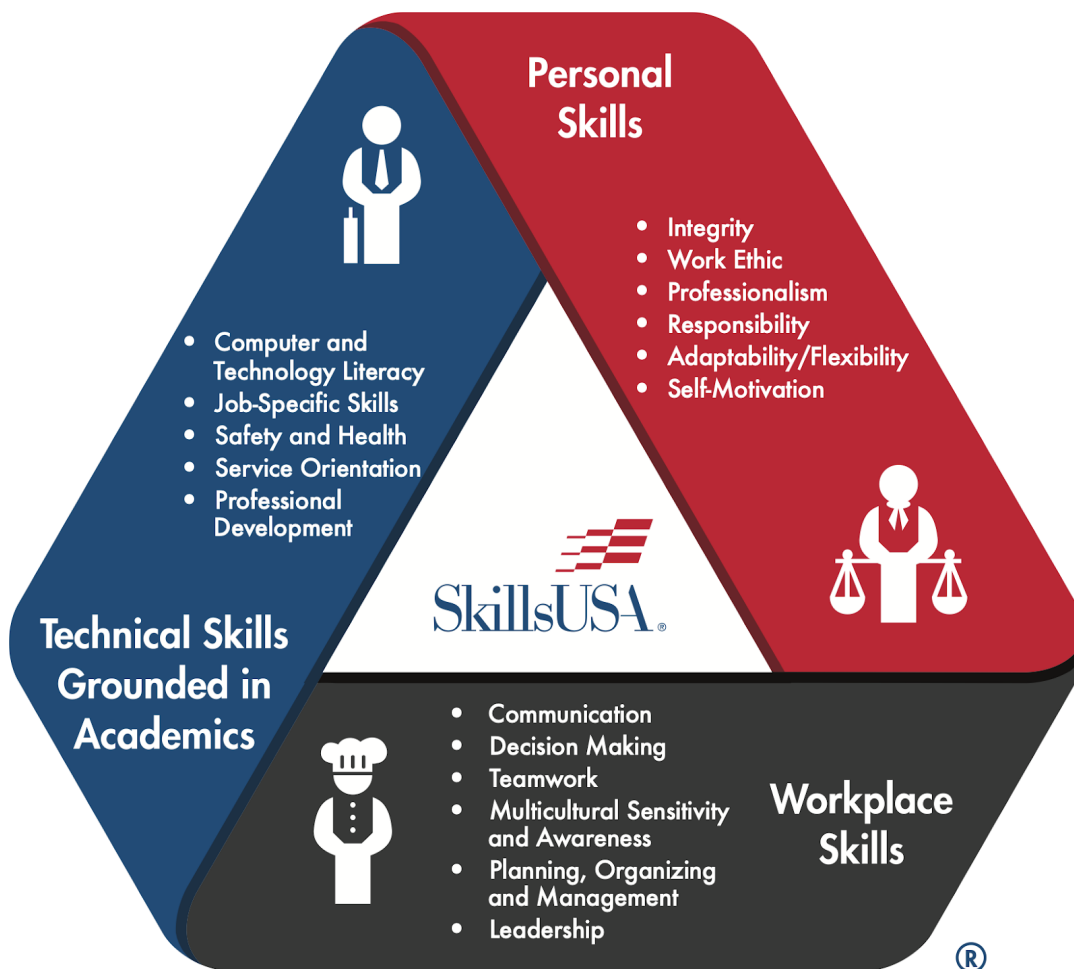 Personal
Skills
• Integrity
• Work Ethic
• Professionalism
• Responsibility
• Adaptability/Flexibility
• Self-Motivation
• Computer and
Technology Literacy
• Job-Specific Skills
• Safety and Health
• Service Orientation
• Professional
Development
Technical Skills
Grounded in
Academics
SkillsUSA®
• Communication
• Decision Making
• Teamwork
• Multicultural Sensitivity
and Awareness
• Planning, Organizing
and Management
• Leadership
Workplace
Skills
®